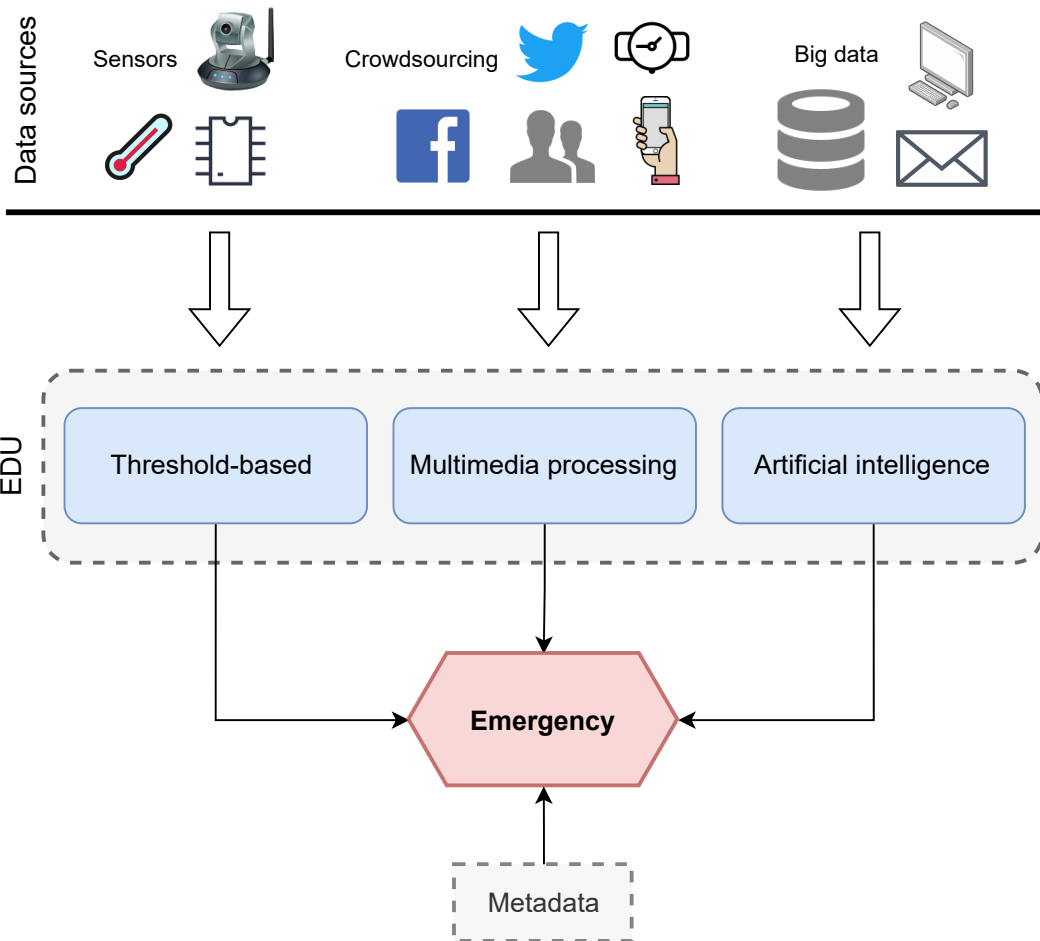 Data sources
Sensors
Crowdsourcing
Big data
EDU
Threshold-based
Multimedia processing
Artificial intelligence
Emergency
Metadata